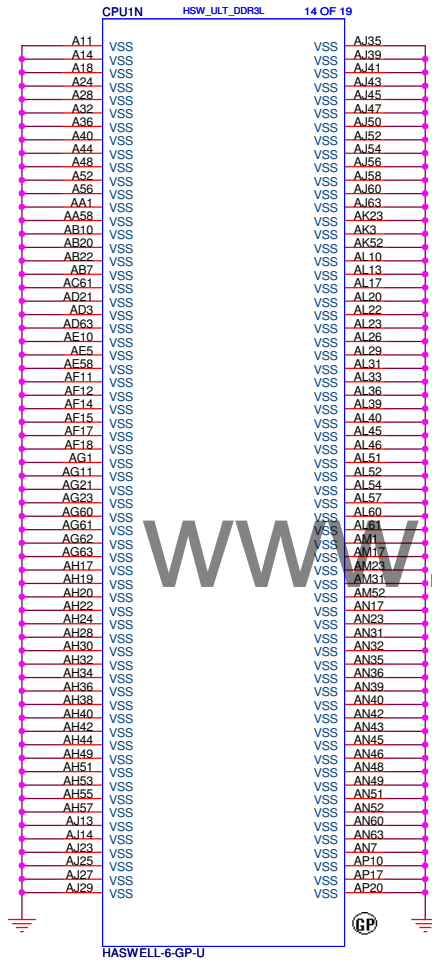 CPU1N HSW_ULT_DDR3L 14 OF 19
A11 VSS VSS AJ35
A14 VSS VSS AJ39
A18 VSS VSS AJ41
A24 VSS VSS AJ43
A28 VSS VSS AJ45
A32 VSS VSS AJ47
A36 VSS VSS AJ50
A40 VSS VSS AJ52
A44 VSS VSS AJ54
A48 VSS VSS AJ56
A52 VSS VSS AJ58
A56 VSS VSS AJ60
AA1 VSS VSS AJ63
AA58 VSS VSS AK23
AB10 VSS VSS AK3
AB20 VSS VSS AK52
AB22 VSS VSS AL10
AB7 VSS VSS AL13
AC61 VSS VSS AL17
AD21 VSS VSS AL20
AD3 VSS VSS AL22
AD63 VSS VSS AL23
AE10 VSS VSS AL26
AE5 VSS VSS AL29
AE58 VSS VSS AL31
AF11 VSS VSS AL33
AF12 VSS VSS AL36
AF14 VSS VSS AL39
AF15 VSS VSS AL40
AF17 VSS VSS AL45
AF18 VSS VSS AL46
AG1 VSS VSS AL51
AG11 VSS VSS AL52
AG21 VSS VSS AL54
AG23 VSS VSS AL57
AG60 VSS VSS AL60
AG61 VSS VSS AL61
AG62 VSS VSS AM1
AG63 VSS VSS AM17
AH17 VSS VSS AM23
AH19 VSS VSS AM31
AH20 VSS VSS AM52
AH22 VSS VSS AN17
AH24 VSS VSS AN23
AH28 VSS VSS AN31
AH30 VSS VSS AN32
AH32 VSS VSS AN35
AH34 VSS VSS AN36
AH36 VSS VSS AN39
AH38 VSS VSS AN40
AH40 VSS VSS AN42
AH42 VSS VSS AN43
AH44 VSS VSS AN45
AH49 VSS VSS AN46
AH51 VSS VSS AN48
AH53 VSS VSS AN49
AH55 VSS VSS AN51
AH57 VSS VSS AN52
AJ13 VSS VSS AN60
AJ14 VSS VSS AN63
AJ23 VSS VSS AN7
AJ25 VSS VSS AP10
AJ27 VSS VSS AP17
AJ29 VSS VSS AP20
www
GP
HASWELL-6-GP-U